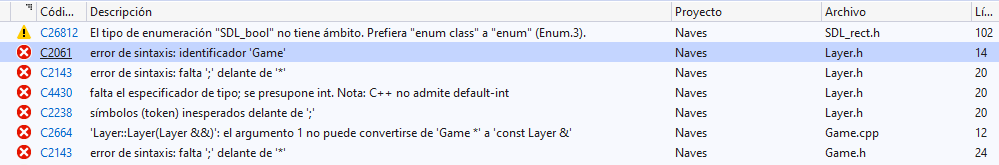 Códi... Descripción Proyecto Archivo Lí...
C26812 El tipo de enumeración "SDL_bool" no tiene ámbito. Prefiera "enum class" a "enum" (Enum.3). Naves SDL_rect.h 102
C2061 error de sintaxis: identificador 'Game' Naves Layer.h 14
C2143 error de sintaxis: falta ';' delante de '*' Naves Layer.h 20
C4430 falta el especificador de tipo; se presupone int. Nota: C++ no admite default-int Naves Layer.h 20
C2238 símbolos (token) inesperados delante de ';' Naves Layer.h 20
C2664 'Layer::Layer(Layer &&)': el argumento 1 no puede convertirse de 'Game *' a 'const Layer &' Naves Game.cpp 12
C2143 error de sintaxis: falta ';' delante de '*' Naves Game.h 24